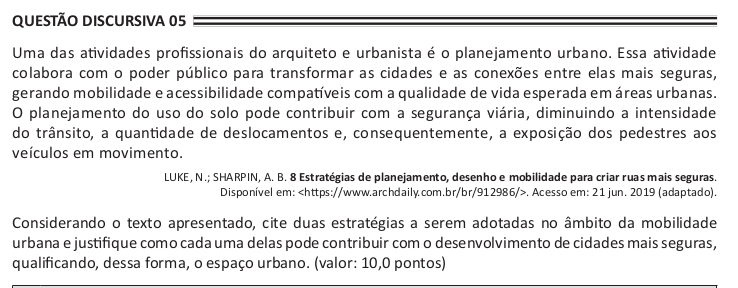 QUESTÃO DISCURSIVA 05
Uma das atividades profissionais do arquiteto e urbanista é o planejamento urbano. Essa atividade
colabora com o poder público para transformar as cidades e as conexões entre elas mais seguras,
gerando mobilidade e acessibilidade compatíveis com a qualidade de vida esperada em áreas urbanas.
O planejamento do uso do solo pode contribuir com a segurança viária, diminuindo a intensidade
do trânsito, a quantidade de deslocamentos e, consequentemente, a exposição dos pedestres aos
veículos em movimento.
LUKE, N.; SHARPIN, A. B. 8 Estratégias de planejamento, desenho e mobilidade para criar ruas mais seguras.
Disponível em: <https://www.archdaily.com.br/br/912986/>. Acesso em: 21 jun. 2019 (adaptado).
Considerando o texto apresentado, cite duas estratégias a serem adotadas no âmbito da mobilidade
urbana e justifique como cada uma delas pode contribuir com o desenvolvimento de cidades mais seguras,
qualificando, dessa forma, o espaço urbano. (valor: 10,0 pontos)